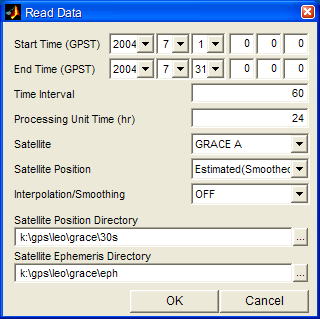 Read Data
Start Time (GPST) 2004 7 1 0 0 0
End Time (GPST) 2004 7 31 0 0 0
Time Interval 60
Processing Unit Time (hr) 24
Satellite GRACE A
Satellite Position Estimated(Smoothed
Interpolation/Smoothing OFF
Satellite Position Directory
k:\gps\leo\grace\30s ...
Satellite Ephemeris Directory
k:\gps\leo\grace\eph ...
OK Cancel